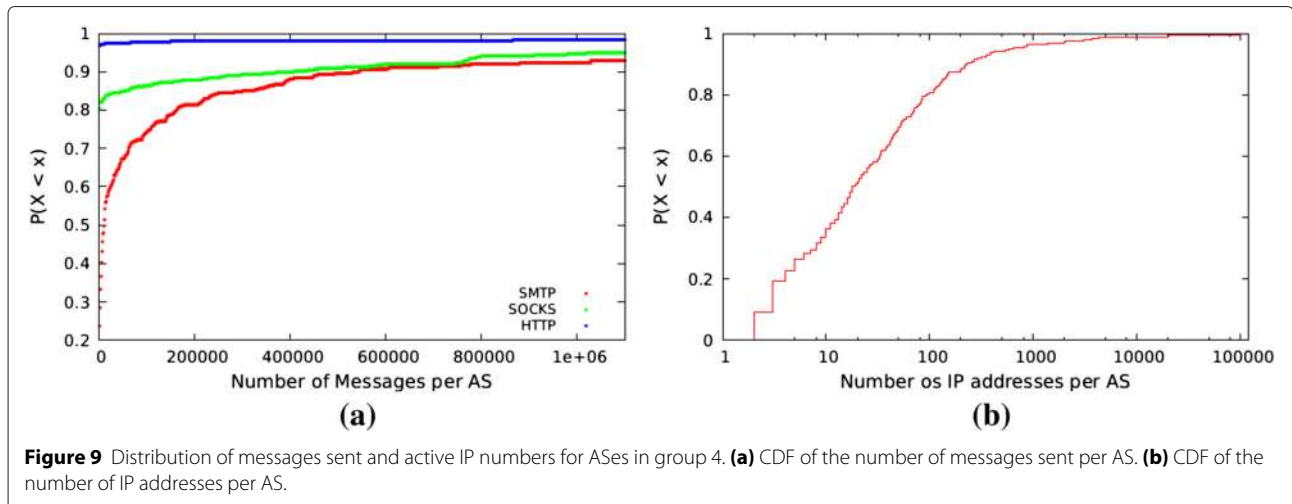 1
0.9
0.8
0.7
0.6
0.5
0.4
0.3
0.2
P(X < x)
0 200000 400000 600000 800000 1e+06
Number of Messages per AS
SMTP
SOCKS
HTTP
(a)
1
0.8
0.6
0.4
0.2
0
P(X < x)
1 10 100 1000 10000 100000
Number os IP addresses per AS
(b)
Figure 9 Distribution of messages sent and active IP numbers for ASes in group 4. (a) CDF of the number of messages sent per AS. (b) CDF of the
number of IP addresses per AS.